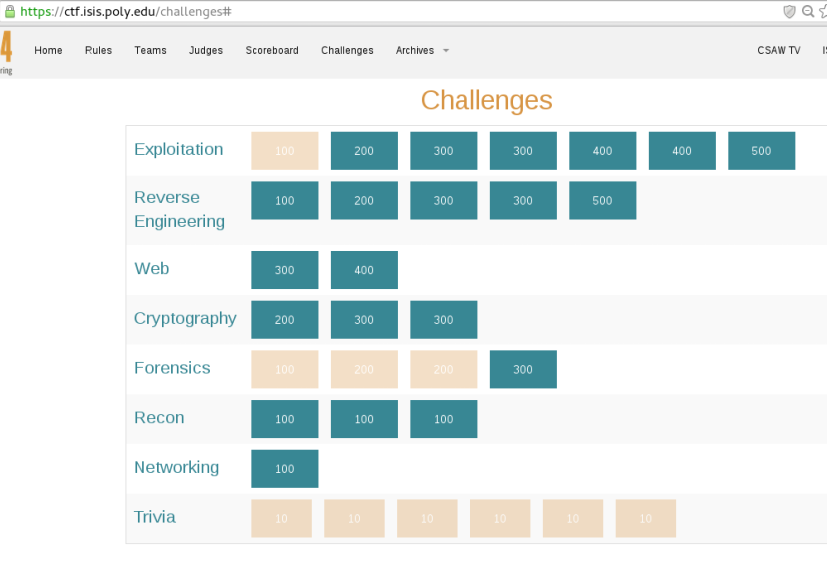 https://ctf.isis.poly.edu/challenges#
4
ring
Home Rules Teams Judges Scoreboard Challenges Archives CSAW TV
Challenges
Exploitation 100 200 300 300 400 400 500
Reverse Engineering 100 200 300 300 500
Web 300 400
Cryptography 200 300 300
Forensics 100 200 200 300
Recon 100 100 100
Networking 100
Trivia 10 10 10 10 10 10